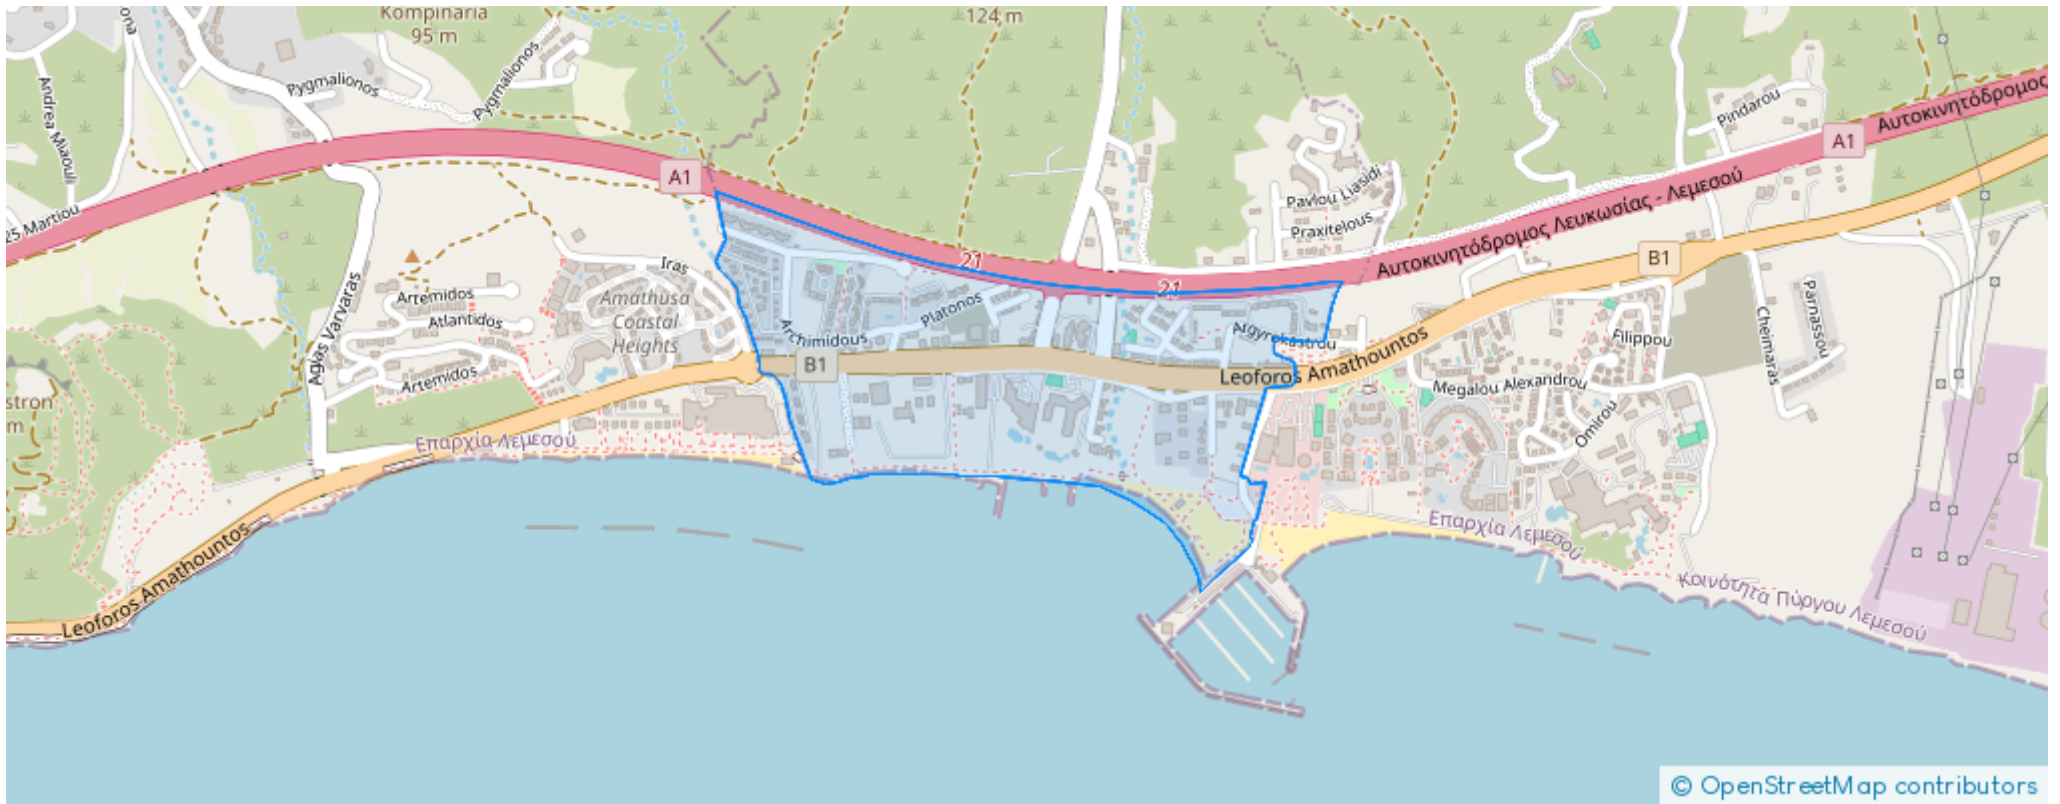 Kompinaria
95 m
124 m
ona
Pygmalionos
Pygmalionos
Andrea Miaouli
Pindarou
Αυτοκινητόδρομος
A1
A1
25 Martiou
Pavlou Liasidi
Praxitelous
Αυτοκινητόδρομος Λευκωσίας - Λεμεσού
21
21
B1
Iras
Agias Varvaras
Artemidos
Atlantidos
Artemidos
Amathusa
Coastal
Heights
Platonos
Archimidous
Argyrokastrou
B1
Leoforos Amathountos
Filippou
Parnassou
Cheimaras
Megalou Alexandrou
Omirou
stron
m
Επαρχία Λεμεσού
Επαρχία Λεμεσού
Κοινότητα Πύργου Λεμεσού
Leoforos Amathountos
© OpenStreetMap contributors